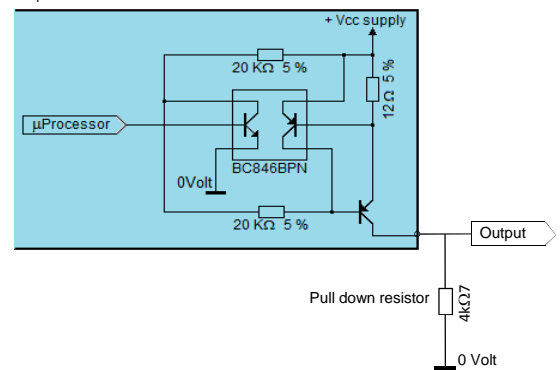 + Vcc supply
20 KΩ 5 %
12 Ω 5 %
µProcessor
BC846BPN
0Volt
20 KΩ 5 %
Output
Pull down resistor
4kΩ7
0 Volt